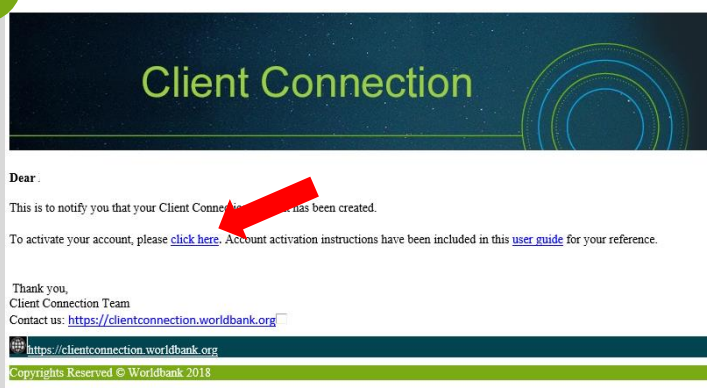 Client Connection
Dear .
This is to notify you that your Client Connection has been created.
To activate your account, please click here. Account activation instructions have been included in this user guide for your reference.
Thank you,
Client Connection Team
Contact us: https://clientconnection.worldbank.org
https://clientconnection.worldbank.org
Copyrights Reserved © Worldbank 2018